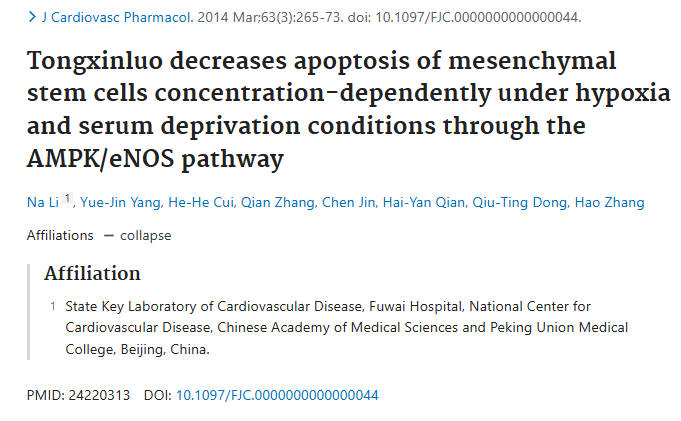 J Cardiovasc Pharmacol. 2014 Mar;63(3):265-73. doi: 10.1097/FJC.0000000000000044.
Tongxinluo decreases apoptosis of mesenchymal
stem cells concentration-dependently under hypoxia
and serum deprivation conditions through the
AMPK/eNOS pathway
Na Li 1, Yue-Jin Yang, He-He Cui, Qian Zhang, Chen Jin, Hai-Yan Qian, Qiu-Ting Dong, Hao Zhang
Affiliations — collapse
Affiliation
1 State Key Laboratory of Cardiovascular Disease, Fuwai Hospital, National Center for
Cardiovascular Disease, Chinese Academy of Medical Sciences and Peking Union Medical
College, Beijing, China.
PMID: 24220313 DOI: 10.1097/FJC.0000000000000044